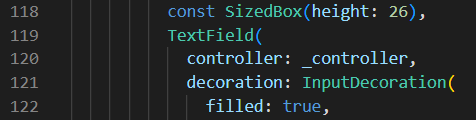 118 const SizedBox(height: 26),
119 TextField(
120 controller: _controller,
121 decoration: InputDecoration(
122 filled: true,